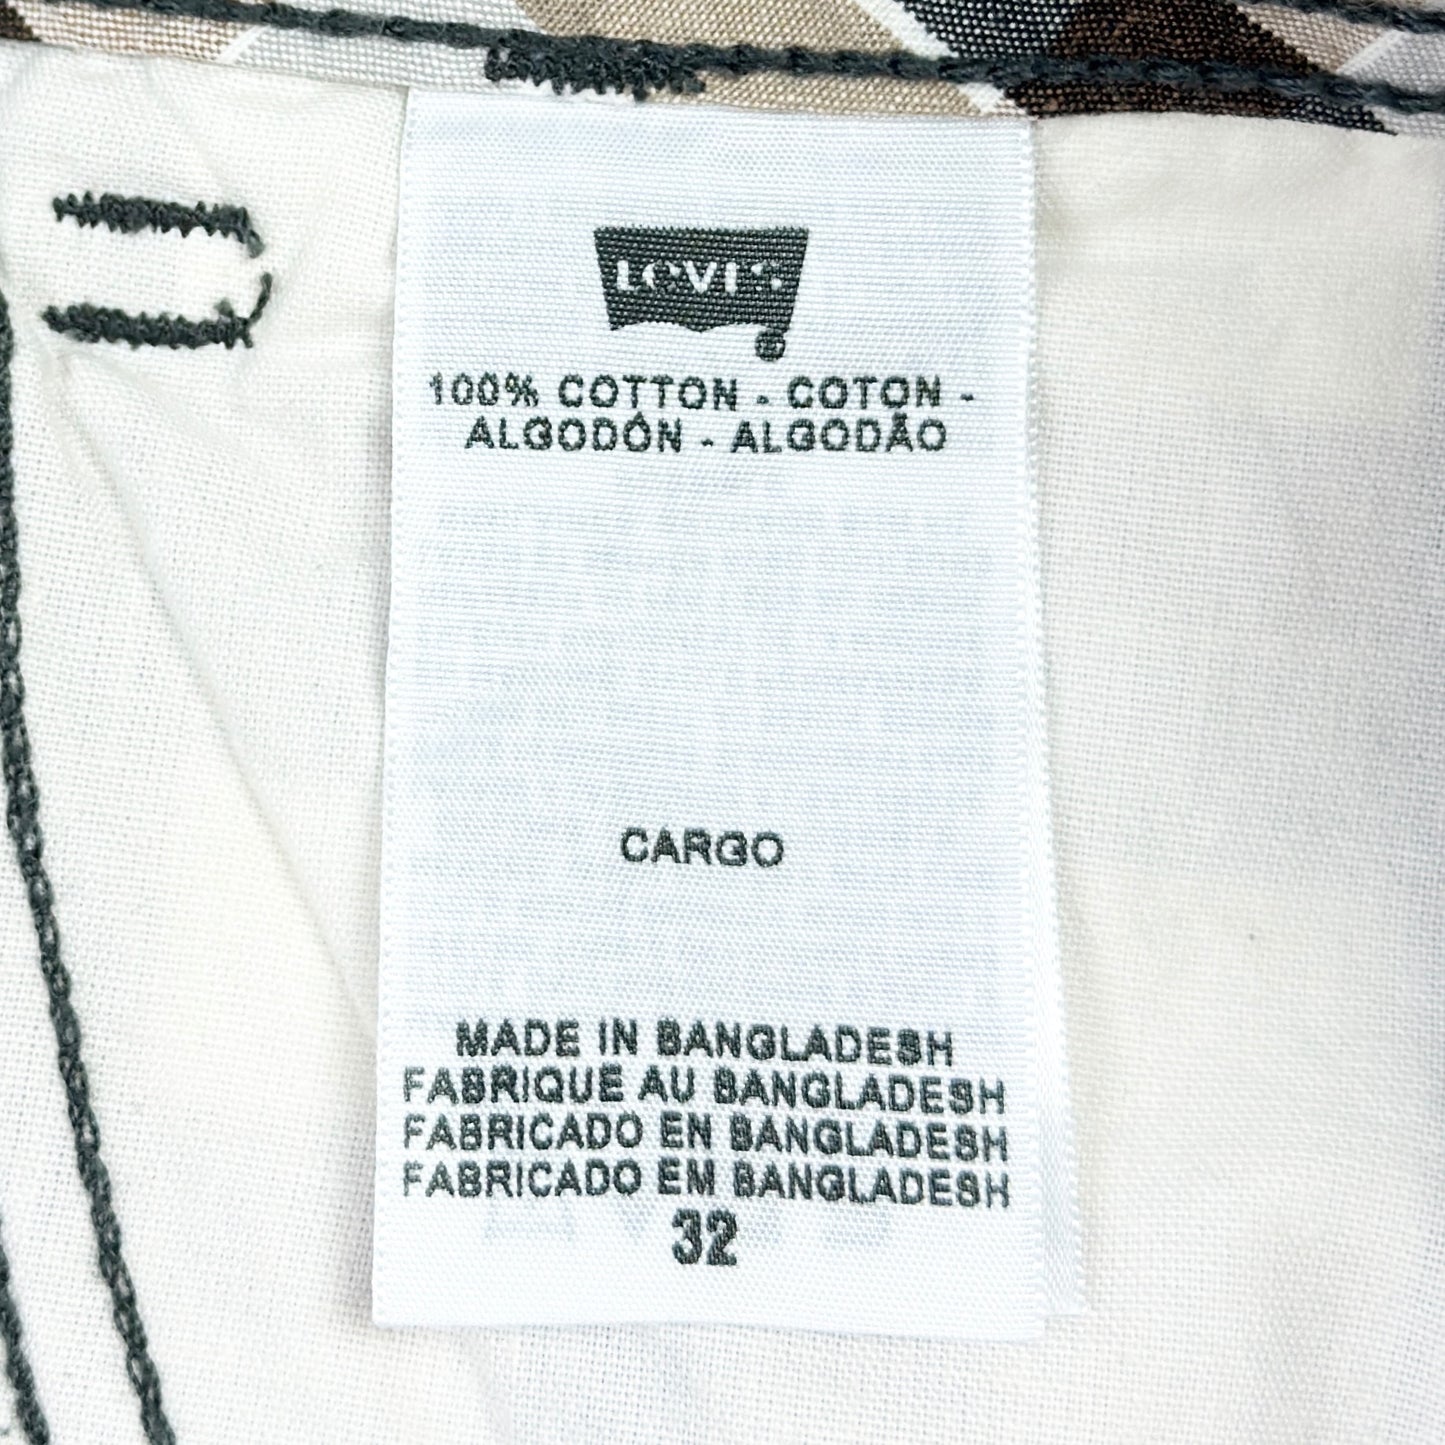 LEVI'S
®
100% COTTON - COTON -
ALGODÓN - ALGODÃO
CARGO
MADE IN BANGLADESH
FABRIQUE AU BANGLADESH
FABRICADO EN BANGLADESH
FABRICADO EM BANGLADESH
32